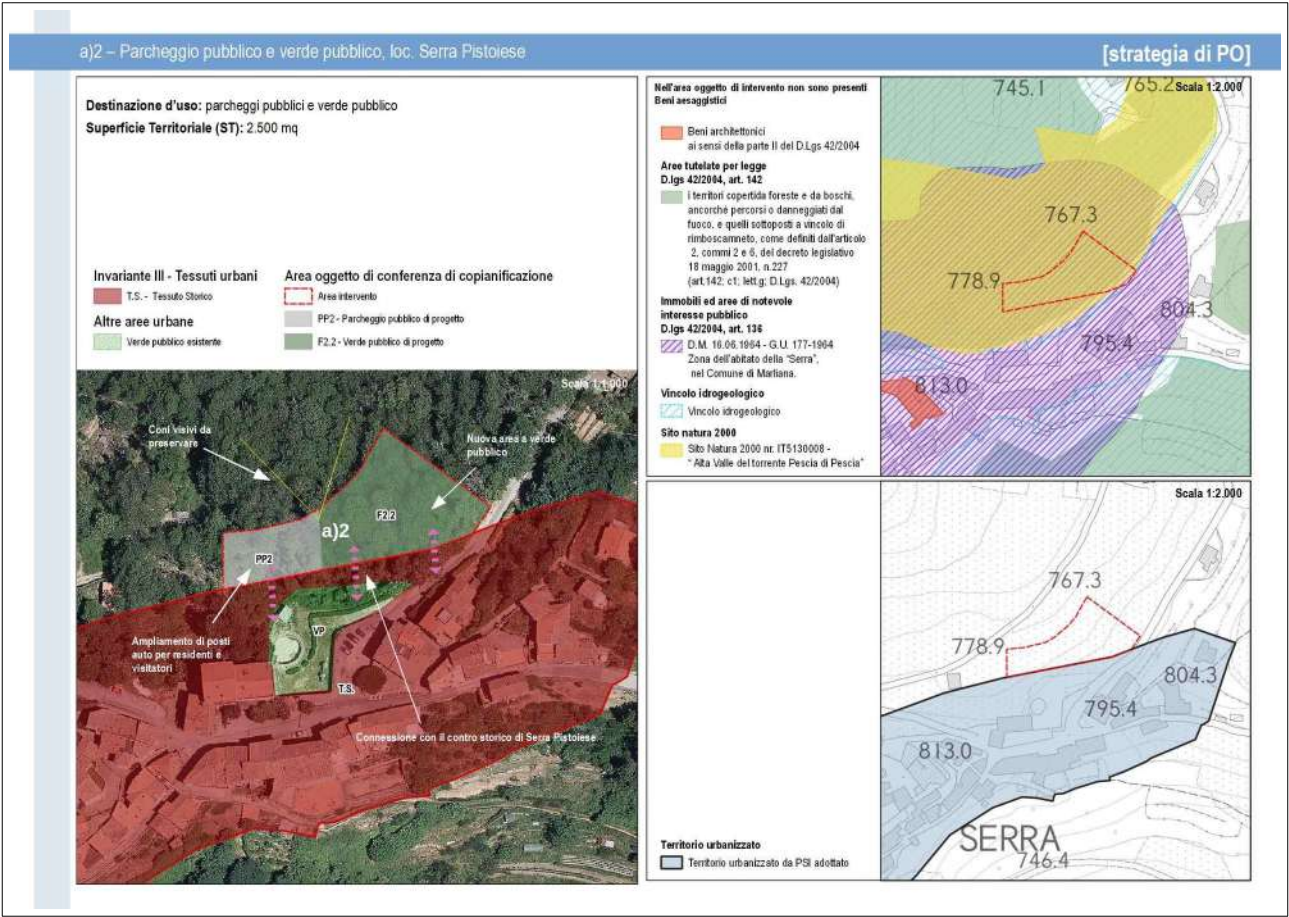 a)2 – Parcheggio pubblico e verde pubblico, loc. Serra Pistoiese
[strategia di PO]
Destinazione d'uso: parcheggi pubblici e verde pubblico
Superficie Territoriale (ST): 2.500 mq
Invariante III - Tessuti urbani
T.S. - Tessuto Storico
Altre aree urbane
Verde pubblico esistente
Area oggetto di conferenza di copianificazione
Area intervento
PP2 - Parcheggio pubblico di progetto
F2.2 - Verde pubblico di progetto
Scala 1:1.000
Coni visivi da
preservare
Nuova area a verde
pubblico
F2.2
a)2
PP2
VP
Ampliamento di posti
auto per residenti e
visitatori
T.S.
Connessione con il contro storico di Serra Pistoiese
Nell'area oggetto di intervento non sono presenti
Beni aesaggistici
Beni architettonici
ai sensi della parte II del D.Lgs 42/2004
Aree tutelate per legge
D.lgs 42/2004, art. 142
i territori copertida foreste e da boschi,
ancorché percorsi o danneggiati dal
fuoco, e quelli sottoposti a vincolo di
rimboscamneto, come definiti dall'articolo
2, commi 2 e 6, del decreto legislativo
18 maggio 2001, n.227
(art.142; c1; lett.g; D.Lgs. 42/2004)
Immobili ed aree di notevole
interesse pubblico
D.lgs 42/2004, art. 136
D.M. 16.06.1964 - G.U. 177-1964
Zona dell'abitato della "Serra",
nel Comune di Marliana.
Vincolo idrogeologico
Vincolo idrogeologico
Sito natura 2000
Sito Natura 2000 nr. IT5130008 -
" Alta Valle del torrente Pescia di Pescia"
745.1
765.2
Scala 1:2.000
767.3
778.9
804.3
795.4
813.0
Scala 1:2.000
767.3
778.9
804.3
795.4
813.0
SERRA
746.4
Territorio urbanizzato
Territorio urbanizzato da PSI adottato